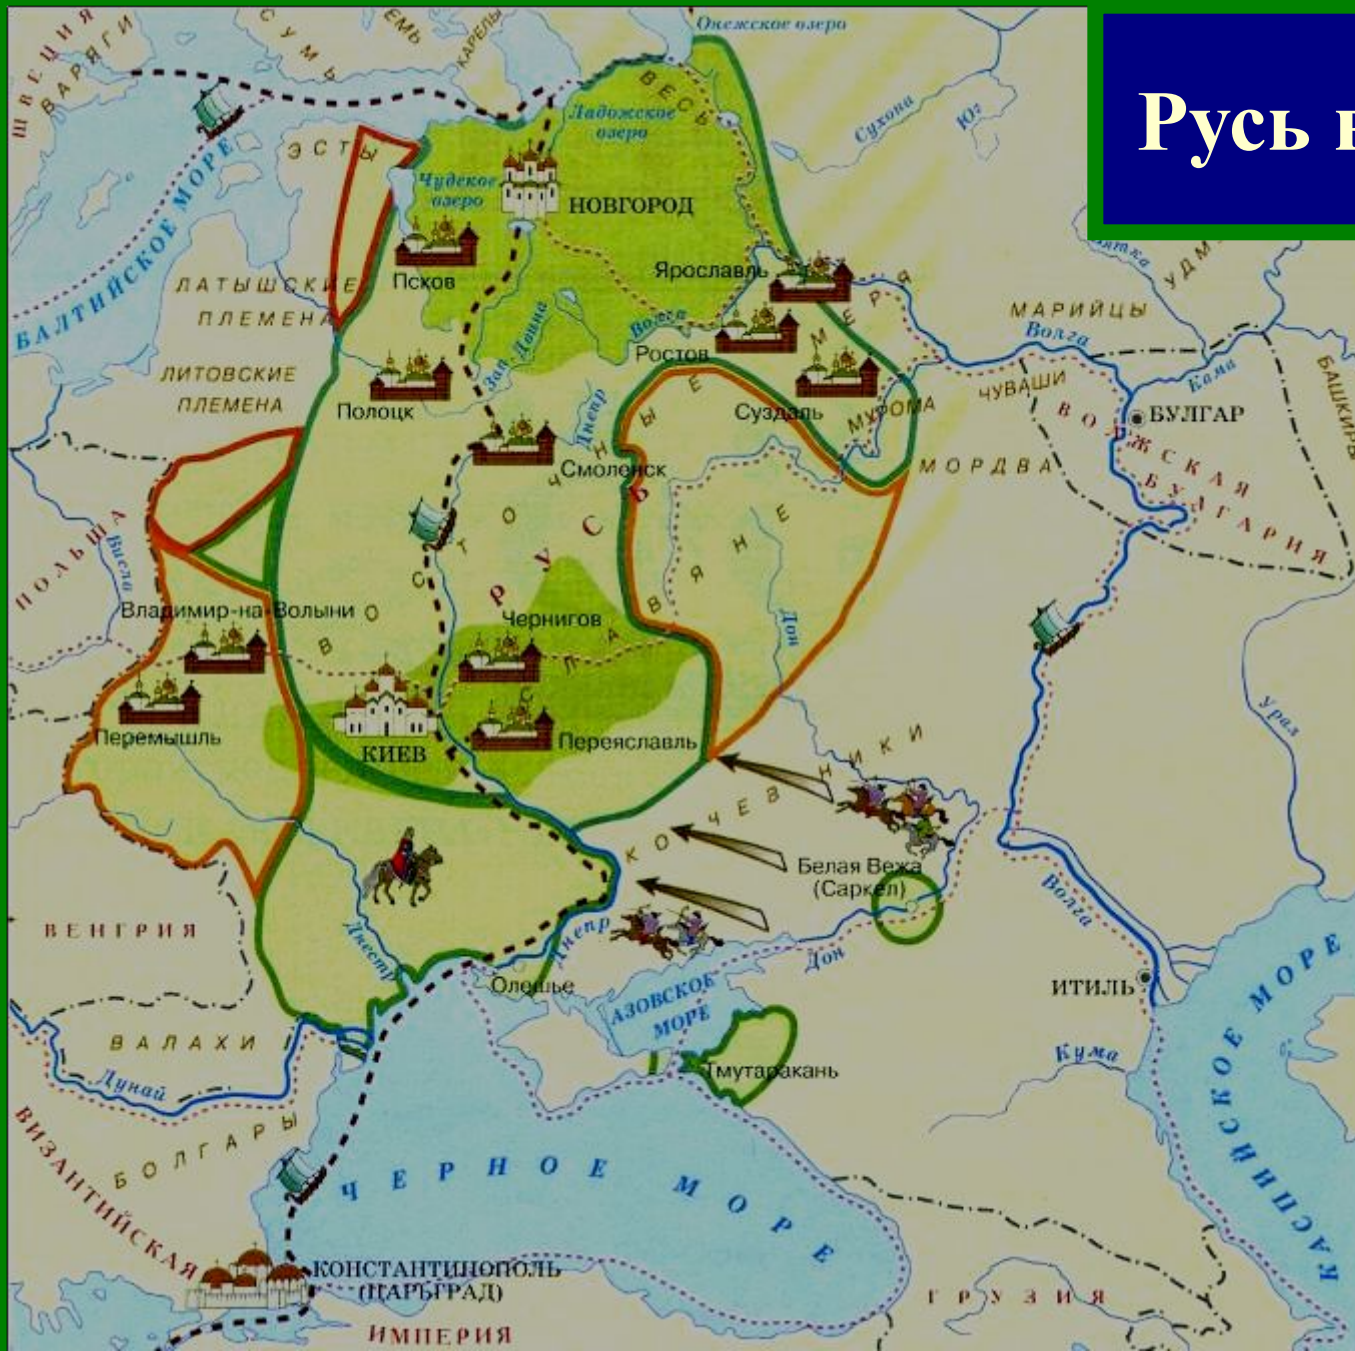 Русь в
Онежское озеро
ШВЕЦИЯ
ВАРЯГИ
СУМЬ
ЕМЬ
КАРЕЛЫ
ВЕСЬ
Ладожское
озеро
Сухона
Юг
ЭСТЫ
Чудское
озеро
НОВГОРОД
БАЛТИЙСКОЕ МОРЕ
Псков
Ярославль
МЕРЯ
УДМ
ЛАТЫШСКИЕ
ПЛЕМЕНА
Зап. Двина
Волга
Ростов
МАРИЙЦЫ
Волга
Кама
БАШКИРЫ
ЛИТОВСКИЕ
ПЛЕМЕНА
Полоцк
Днепр
Суздаль
МУРОМА
ЧУВАШИ
БУЛГАР
ВОЛЖСКАЯ
БУЛГАРИЯ
Смоленск
МОРДВА
ПОЛЬША
Висла
РУСЬ
ВОСТОЧНЫЕ
СЛАВЯНЕ
Владимир-на-Волыни
Чернигов
Дон
Урал
Перемышль
КИЕВ
Переяславль
КОЧЕВНИКИ
Белая Вежа
(Саркел)
Волга
ВЕНГРИЯ
Днестр
Днепр
Дон
Олешье
ИТИЛЬ
АЗОВСКОЕ
МОРЕ
ВАЛАХИ
Дунай
Тмутаракань
Кума
КАСПИЙСКОЕ МОРЕ
БОЛГАРЫ
ЧЕРНОЕ МОРЕ
ВИЗАНТИЙСКАЯ
КОНСТАНТИНОПОЛЬ
(ЦАРЬГРАД)
ИМПЕРИЯ
ГРУЗИЯ